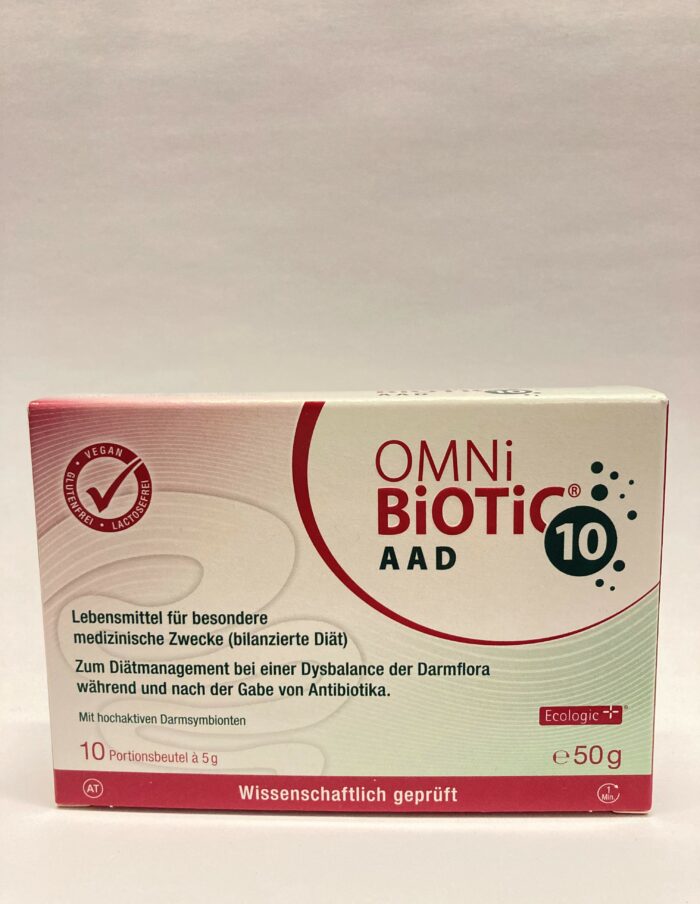 VEGAN
GLUTENFREI • LACTOSEFREI
OMNi
BiOTiC®
10
AAD
Lebensmittel für besondere
medizinische Zwecke (bilanzierte Diät)
Zum Diätmanagement bei einer Dysbalance der Darmflora
während und nach der Gabe von Antibiotika.
Mit hochaktiven Darmsymbionten
Ecologic+®
10 Portionsbeutel à 5 g
℮ 50 g
AT
Wissenschaftlich geprüft
1
Min.